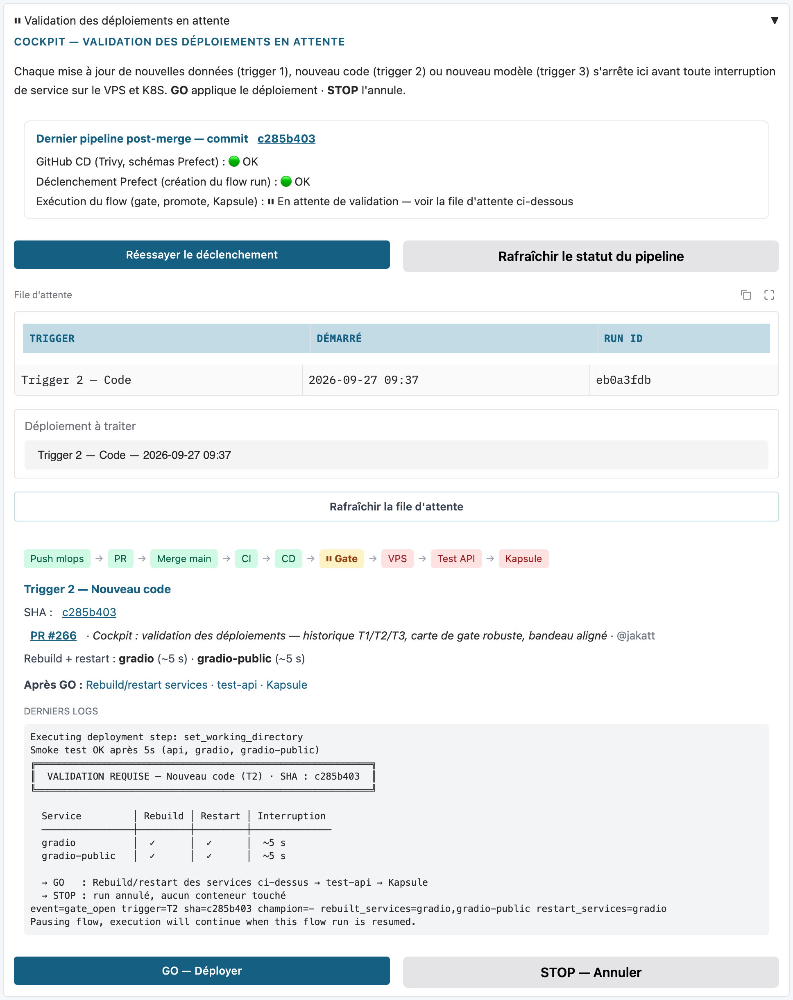 ⏸ Validation des déploiements en attente ▼
COCKPIT — VALIDATION DES DÉPLOIEMENTS EN ATTENTE
Chaque mise à jour de nouvelles données (trigger 1), nouveau code (trigger 2) ou nouveau modèle (trigger 3) s'arrête ici avant toute interruption
de service sur le VPS et K8S. GO applique le déploiement · STOP l'annule.
Dernier pipeline post-merge — commit c285b403
GitHub CD (Trivy, schémas Prefect) : 🟢 OK
Déclenchement Prefect (création du flow run) : 🟢 OK
Exécution du flow (gate, promote, Kapsule) : ⏸ En attente de validation — voir la file d'attente ci-dessous
Réessayer le déclenchement
Rafraîchir le statut du pipeline
File d'attente
TRIGGER DÉMARRÉ RUN ID
Trigger 2 — Code 2026-09-27 09:37 eb0a3fdb
Déploiement à traiter
Trigger 2 — Code — 2026-09-27 09:37
Rafraîchir la file d'attente
Push mlops → PR → Merge main → CI → CD → ⏸ Gate → VPS → Test API → Kapsule
Trigger 2 — Nouveau code
SHA : c285b403
PR #266 · Cockpit : validation des déploiements — historique T1/T2/T3, carte de gate robuste, bandeau aligné · @jakatt
Rebuild + restart : gradio (~5 s) · gradio-public (~5 s)
Après GO : Rebuild/restart services · test-api · Kapsule
DERNIERS LOGS
Executing deployment step: set_working_directory
Smoke test OK après 5s (api, gradio, gradio-public)
VALIDATION REQUISE — Nouveau code (T2) · SHA : c285b403
Service │ Rebuild │ Restart │ Interruption
gradio │ ✓ │ ✓ │ ~5 s
gradio-public │ ✓ │ ✓ │ ~5 s
→ GO : Rebuild/restart des services ci-dessus → test-api → Kapsule
→ STOP : run annulé, aucun conteneur touché
event=gate_open trigger=T2 sha=c285b403 champion=— rebuilt_services=gradio,gradio-public restart_services=gradio
Pausing flow, execution will continue when this flow run is resumed.
GO — Déployer
STOP — Annuler